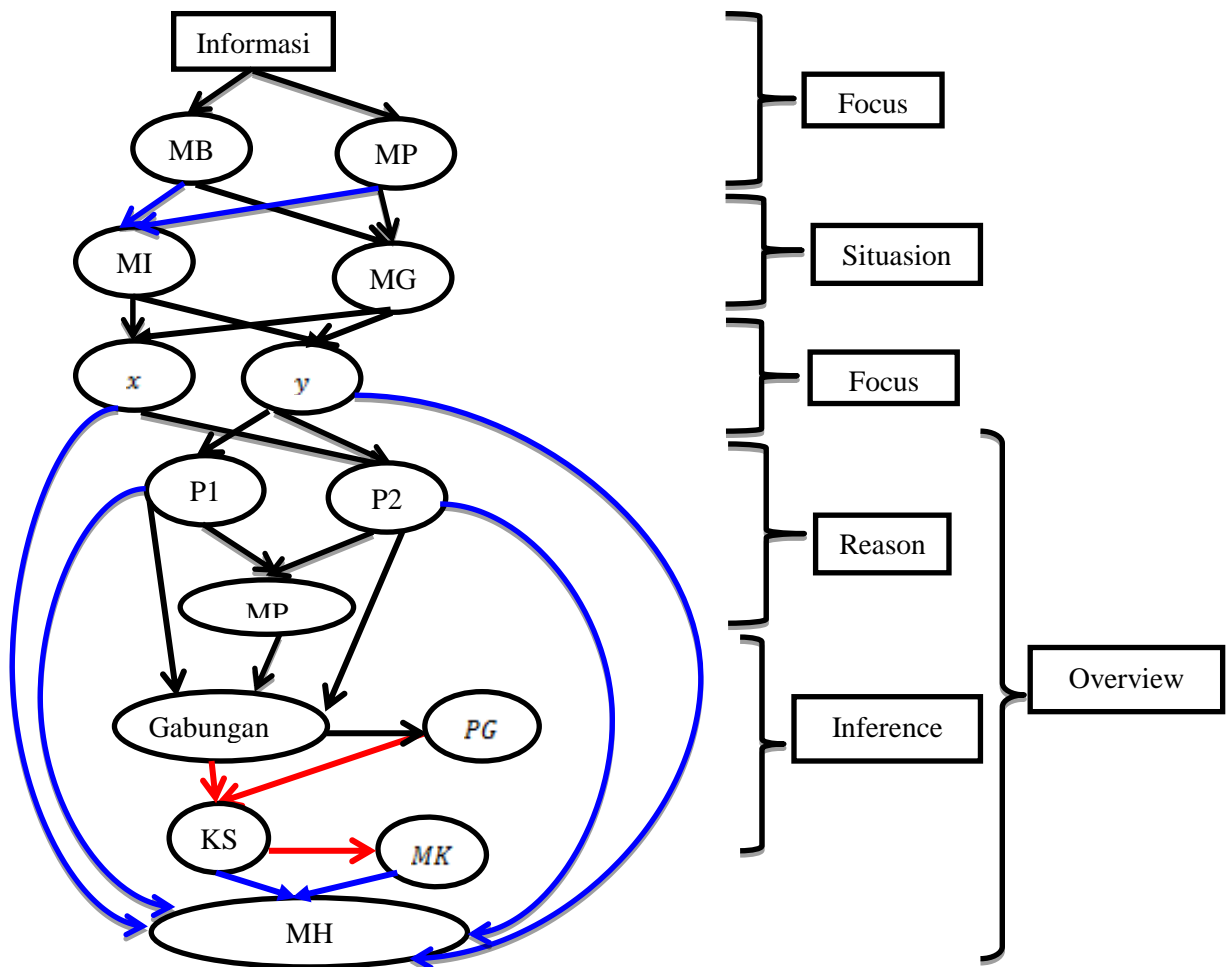 Informasi
Focus
MB
MP
Situasion
MI
MG
x
y
Focus
P1
P2
Reason
MP
Overview
Gabungan
PG
Inference
KS
MK
MH